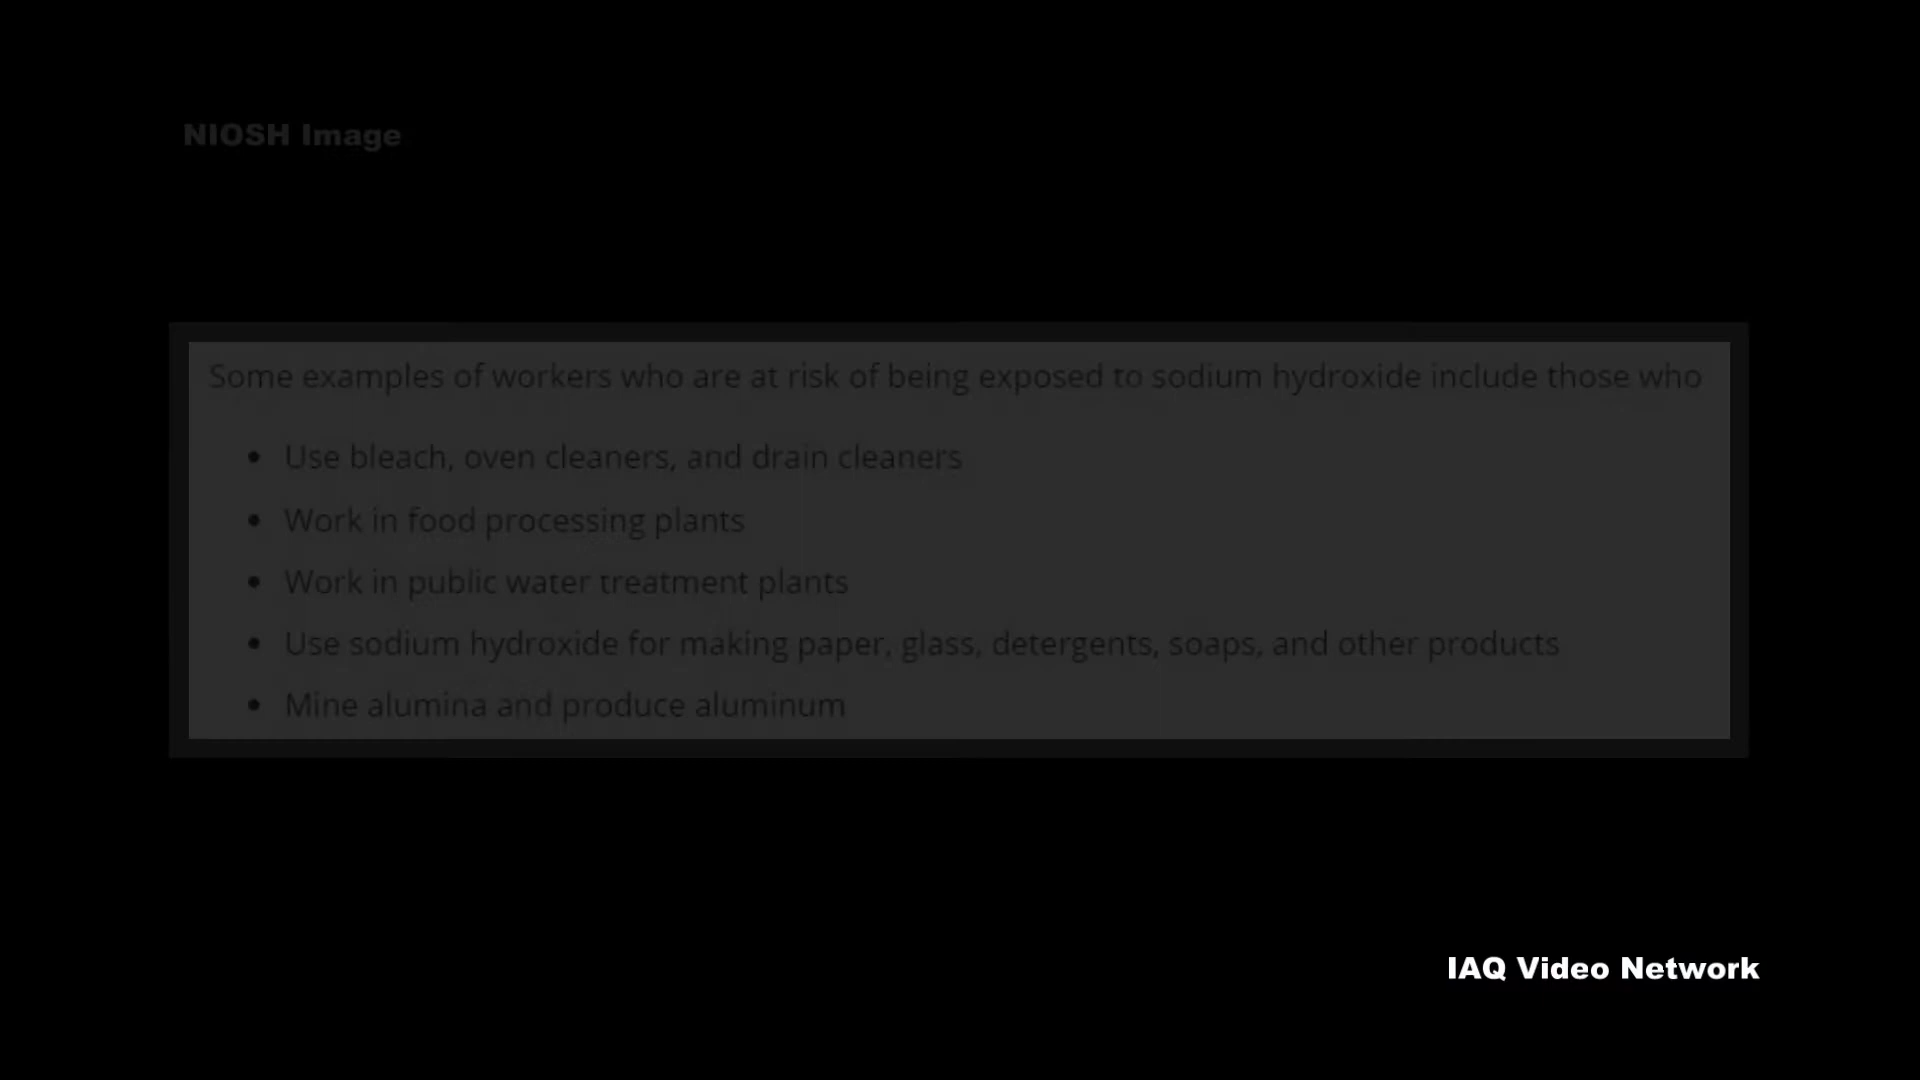 NIOSH Image
Some examples of workers who are at risk of being exposed to sodium hydroxide include those who
• Use bleach, oven cleaners, and drain cleaners
• Work in food processing plants
• Work in public water treatment plants
• Use sodium hydroxide for making paper, glass, detergents, soaps, and other products
• Mine alumina and produce aluminum
IAQ Video Network